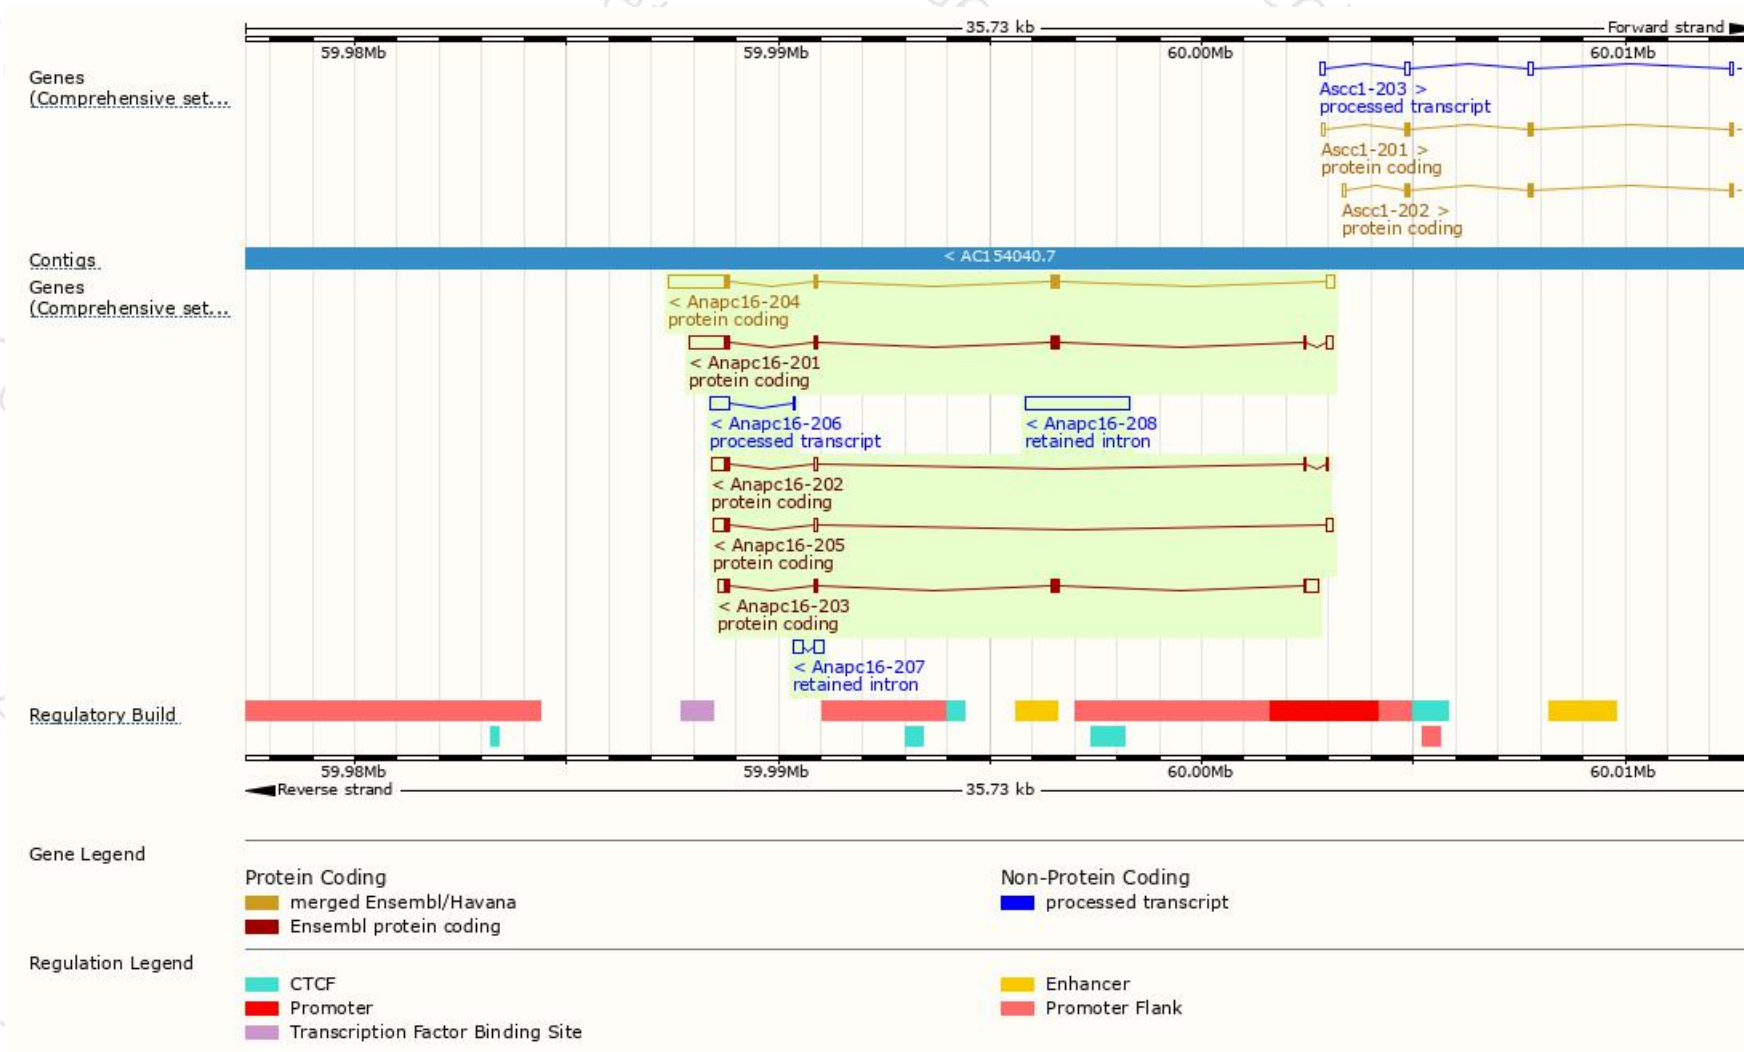 35.73 kb
Forward strand
59.98Mb 59.99Mb 60.00Mb 60.01Mb
Genes
(Comprehensive set...
Ascc1-203 >
processed transcript
Ascc1-201 >
protein coding
Ascc1-202 >
protein coding
Contigs
< AC154040.7
Genes
(Comprehensive set...
< Anapc16-204
protein coding
< Anapc16-201
protein coding
< Anapc16-206
processed transcript
< Anapc16-208
retained intron
< Anapc16-202
protein coding
< Anapc16-205
protein coding
< Anapc16-203
protein coding
< Anapc16-207
retained intron
Regulatory Build
59.98Mb 59.99Mb 60.00Mb 60.01Mb
Reverse strand
35.73 kb
Gene Legend
Protein Coding
merged Ensembl/Havana
Ensembl protein coding
Non-Protein Coding
processed transcript
Regulation Legend
CTCF
Promoter
Transcription Factor Binding Site
Enhancer
Promoter Flank